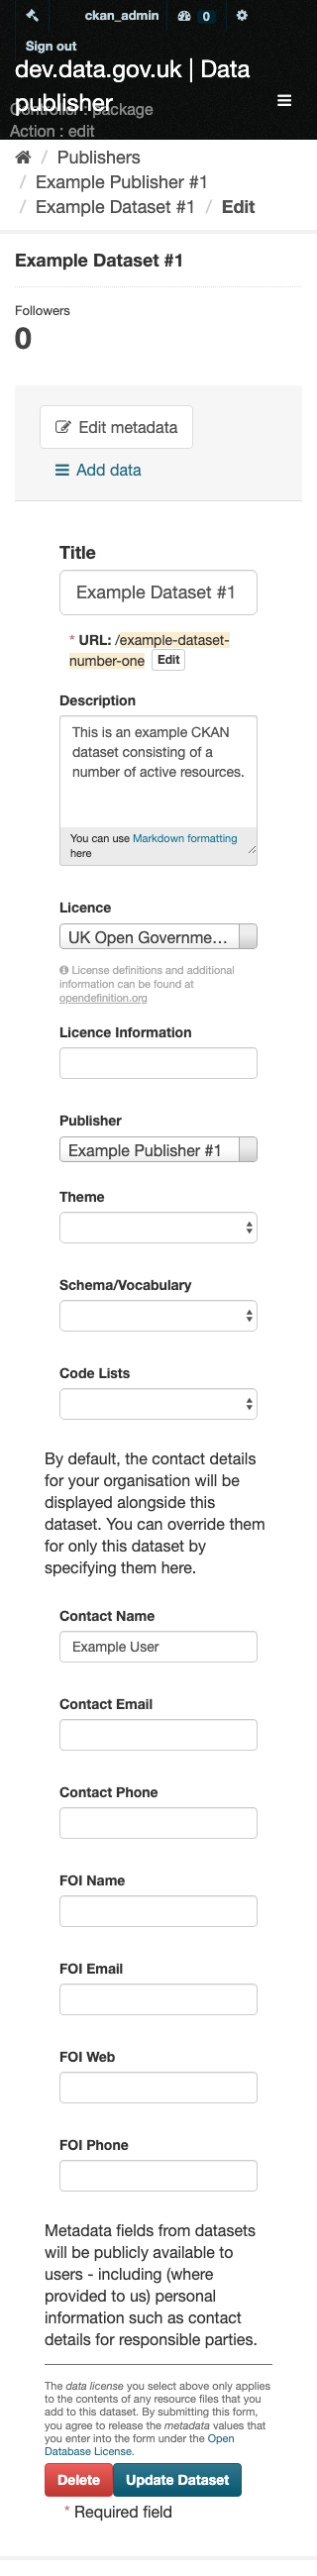 ckan_admin 0
Sign out
dev.data.gov.uk | Data
publisher
Controller : package
Action : edit
/ Publishers
/ Example Publisher #1
/ Example Dataset #1 / Edit
Example Dataset #1
Followers
0
Edit metadata
Add data
Title
Example Dataset #1
* URL: /example-dataset-
number-one Edit
Description
This is an example CKAN
dataset consisting of a
number of active resources.
You can use Markdown formatting
here
Licence
UK Open Governme...
License definitions and additional
information can be found at
opendefinition.org
Licence Information
Publisher
Example Publisher #1
Theme
Schema/Vocabulary
Code Lists
By default, the contact details
for your organisation will be
displayed alongside this
dataset. You can override them
for only this dataset by
specifying them here.
Contact Name
Example User
Contact Email
Contact Phone
FOI Name
FOI Email
FOI Web
FOI Phone
Metadata fields from datasets
will be publicly available to
users - including (where
provided to us) personal
information such as contact
details for responsible parties.
The data license you select above only applies
to the contents of any resource files that you
add to this dataset. By submitting this form,
you agree to release the metadata values that
you enter into the form under the Open
Database License.
Delete Update Dataset
* Required field